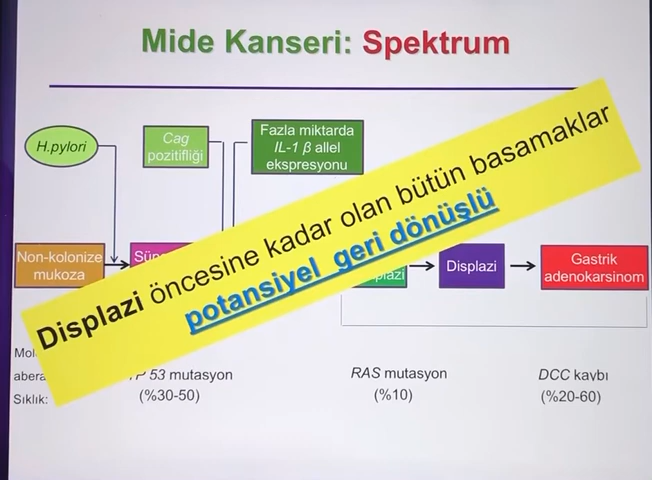 Mide Kanseri: Spektrum
H.pylori
Cag
pozitifliği
Fazla miktarda
IL-1 β allel
ekspresyonu
Displazi öncesine kadar olan bütün basamaklar
potansiyel geri dönüşlü
Non-kolonize
mukoza
Displazi
Gastrik
adenokarsinom
53 mutasyon
(%30-50)
RAS mutasyon
(%10)
DCC kaybı
(%20-60)
Sıklık: